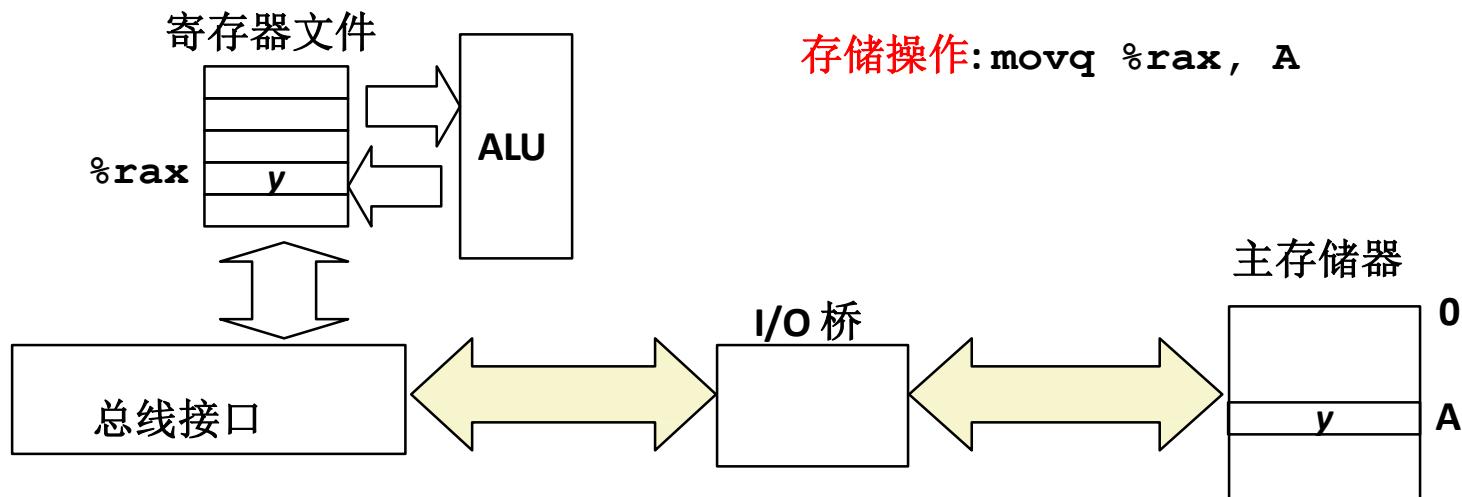 寄存器文件
存储操作:movq %rax, A
ALU
%rax
y
主存储器
I/O 桥
0
总线接口
y
A